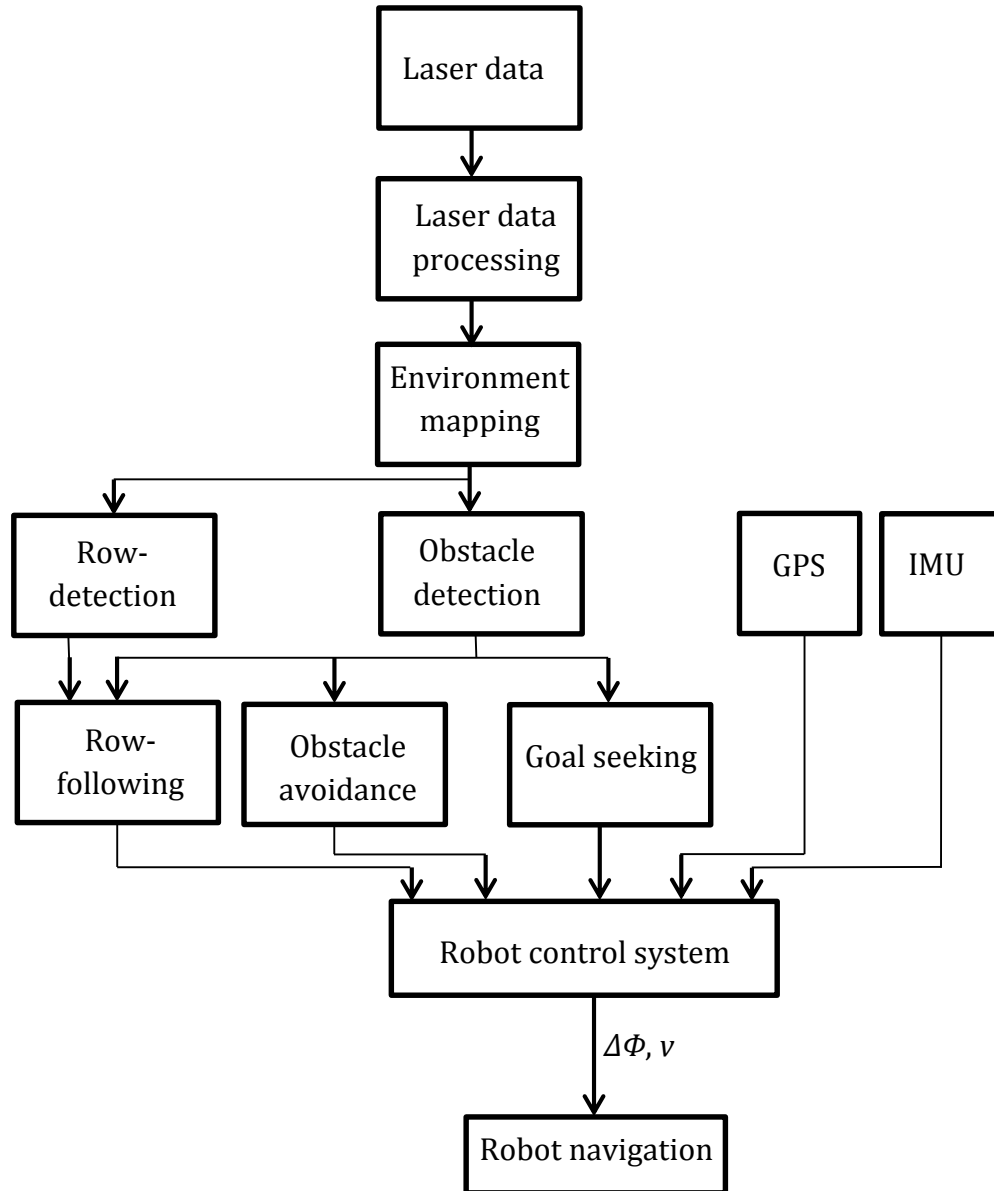 Laser data
Laser data
processing
Environment
mapping
Row-
detection
Obstacle
detection
GPS
IMU
Row-
following
Obstacle
avoidance
Goal seeking
Robot control system
ΔΦ, v
Robot navigation